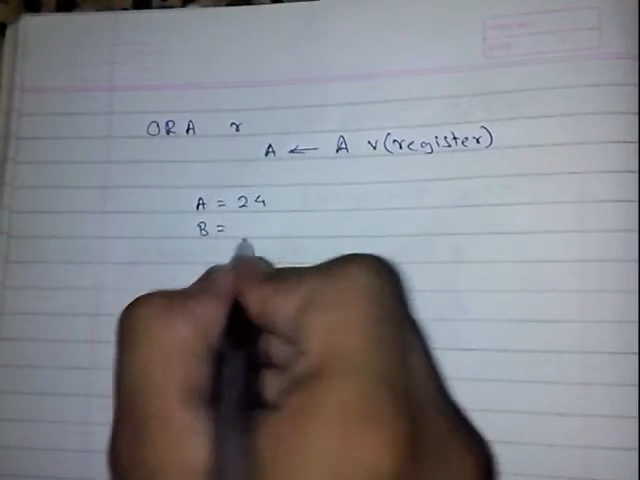 ORA r
A ← A ∨ (register)
A = 24
B =